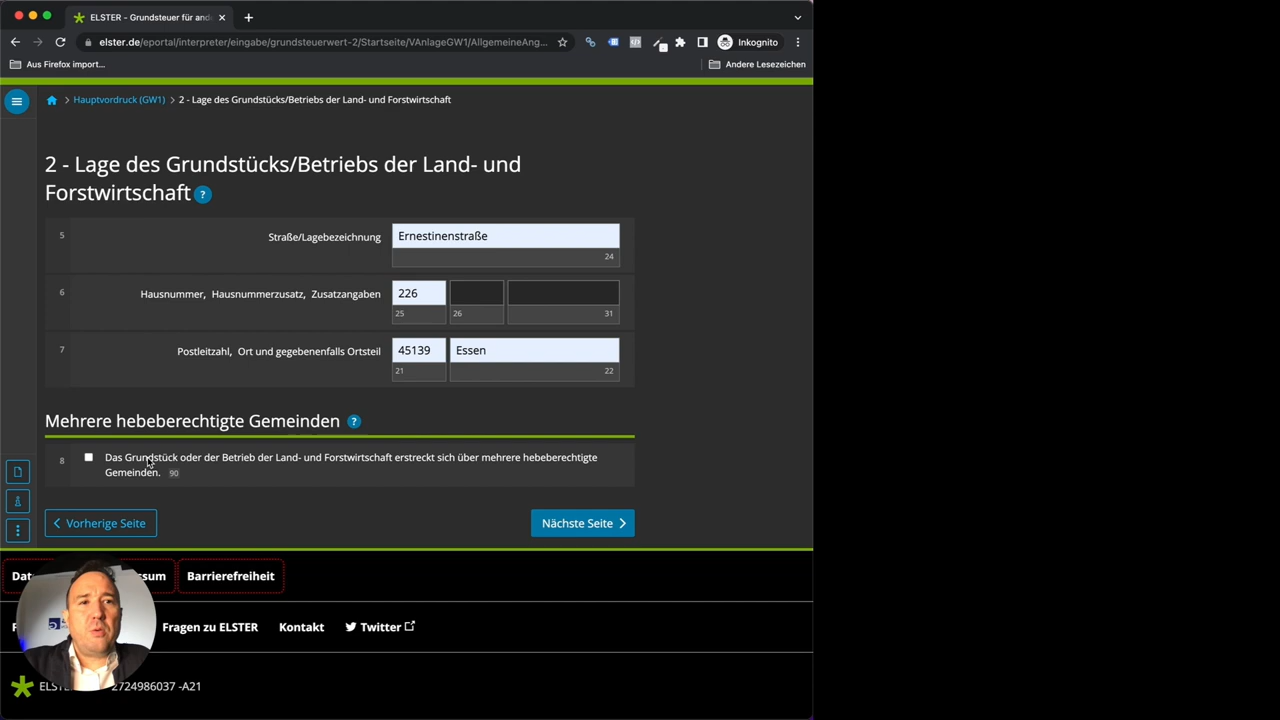 ELSTER - Grundsteuer für and
elster.de/eportal/interpreter/eingabe/grundsteuerwert-2/Startseite/VAnlageGW1/AllgemeineAng...
Inkognito
Aus Firefox import...
Andere Lesezeichen
Hauptvordruck (GW1) > 2 - Lage des Grundstücks/Betriebs der Land- und Forstwirtschaft
2 - Lage des Grundstücks/Betriebs der Land- und
Forstwirtschaft ?
5 Straße/Lagebezeichnung Ernestinenstraße
24
6 Hausnummer, Hausnummerzusatz, Zusatzangaben 226
25 26 31
7 Postleitzahl, Ort und gegebenenfalls Ortsteil 45139 Essen
21 22
Mehrere hebeberechtigte Gemeinden ?
8 Das Grundstück oder der Betrieb der Land- und Forstwirtschaft erstreckt sich über mehrere hebeberechtigte
Gemeinden. 90
Vorherige Seite
Nächste Seite
Barrierefreiheit
Fragen zu ELSTER Kontakt Twitter
2724986037 -A21